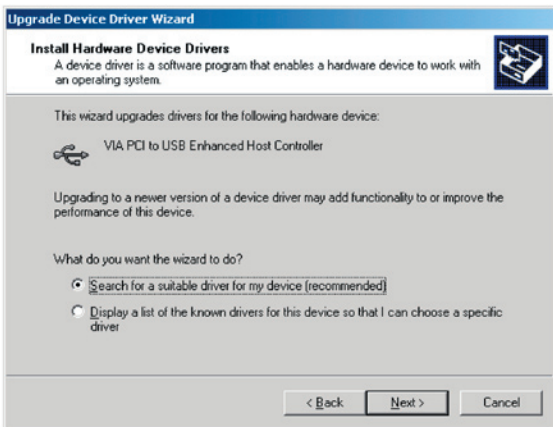 Upgrade Device Driver Wizard
Install Hardware Device Drivers
A device driver is a software program that enables a hardware device to work with
an operating system.
This wizard upgrades drivers for the following hardware device:
VIA PCI to USB Enhanced Host Controller
Upgrading to a newer version of a device driver may add functionality to or improve the
performance of this device.
What do you want the wizard to do?
Search for a suitable driver for my device (recommended)
Display a list of the known drivers for this device so that I can choose a specific
driver
< Back
Next >
Cancel